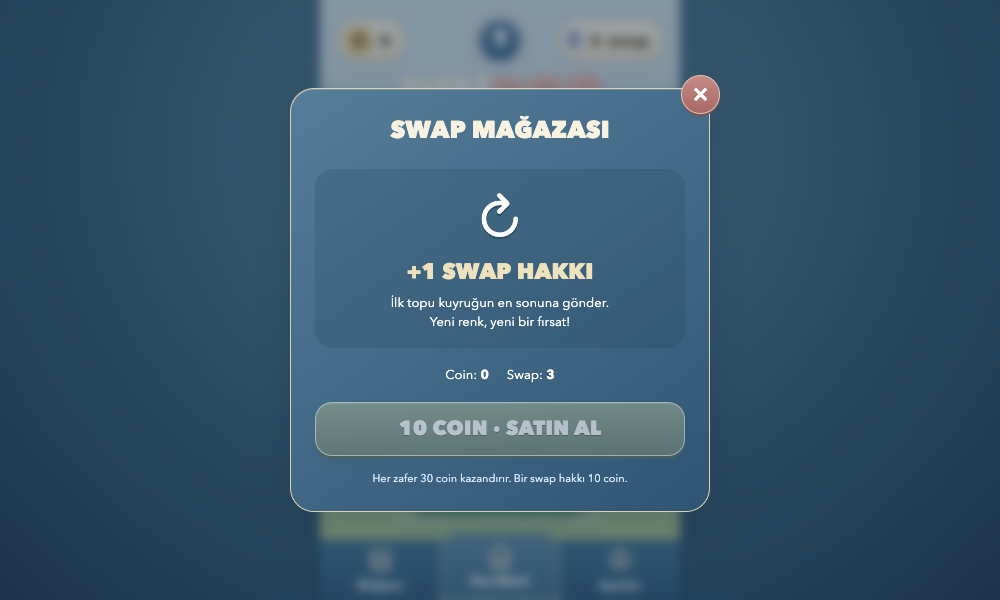 SWAP MAĞAZASI
+1 SWAP HAKKI
İlk topu kuyruğun en sonuna gönder.
Yeni renk, yeni bir fırsat!
Coin: 0 Swap: 3
10 COIN • SATIN AL
Her zafer 30 coin kazandırır. Bir swap hakkı 10 coin.